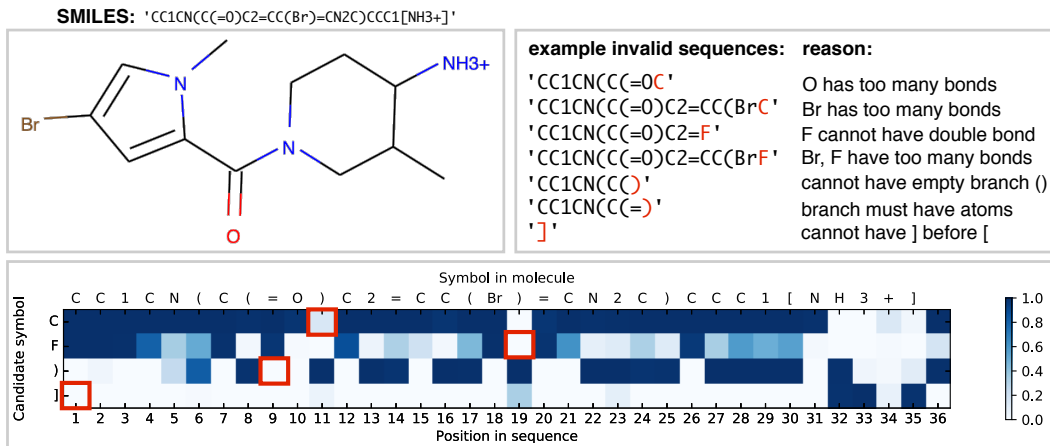 SMILES: 'CC1CN(C(=O)C2=CC(Br)=CN2C)CCC1[NH3+]'
N
Br
N
NH3+
O
example invalid sequences: reason:
'CC1CN(CC(=OC' O has too many bonds
'CC1CN(CC(=O)C2=CC(BrC' Br has too many bonds
'CC1CN(CC(=O)C2=F' F cannot have double bond
'CC1CN(CC(=O)C2=CC(BrF' Br, F have too many bonds
'CC1CN(CC()' cannot have empty branch ()
'CC1CN(CC(=)' branch must have atoms
']' cannot have ] before [
Symbol in molecule
C C 1 C N ( C ( = O ) C 2 = C C ( Br ) = C N 2 C ) C C C 1 [ N H 3 + ]
Candidate symbol
C
F
)
]
1 2 3 4 5 6 7 8 9 10 11 12 13 14 15 16 17 18 19 20 21 22 23 24 25 26 27 28 29 30 31 32 33 34 35 36
Position in sequence
1.0
0.8
0.6
0.4
0.2
0.0